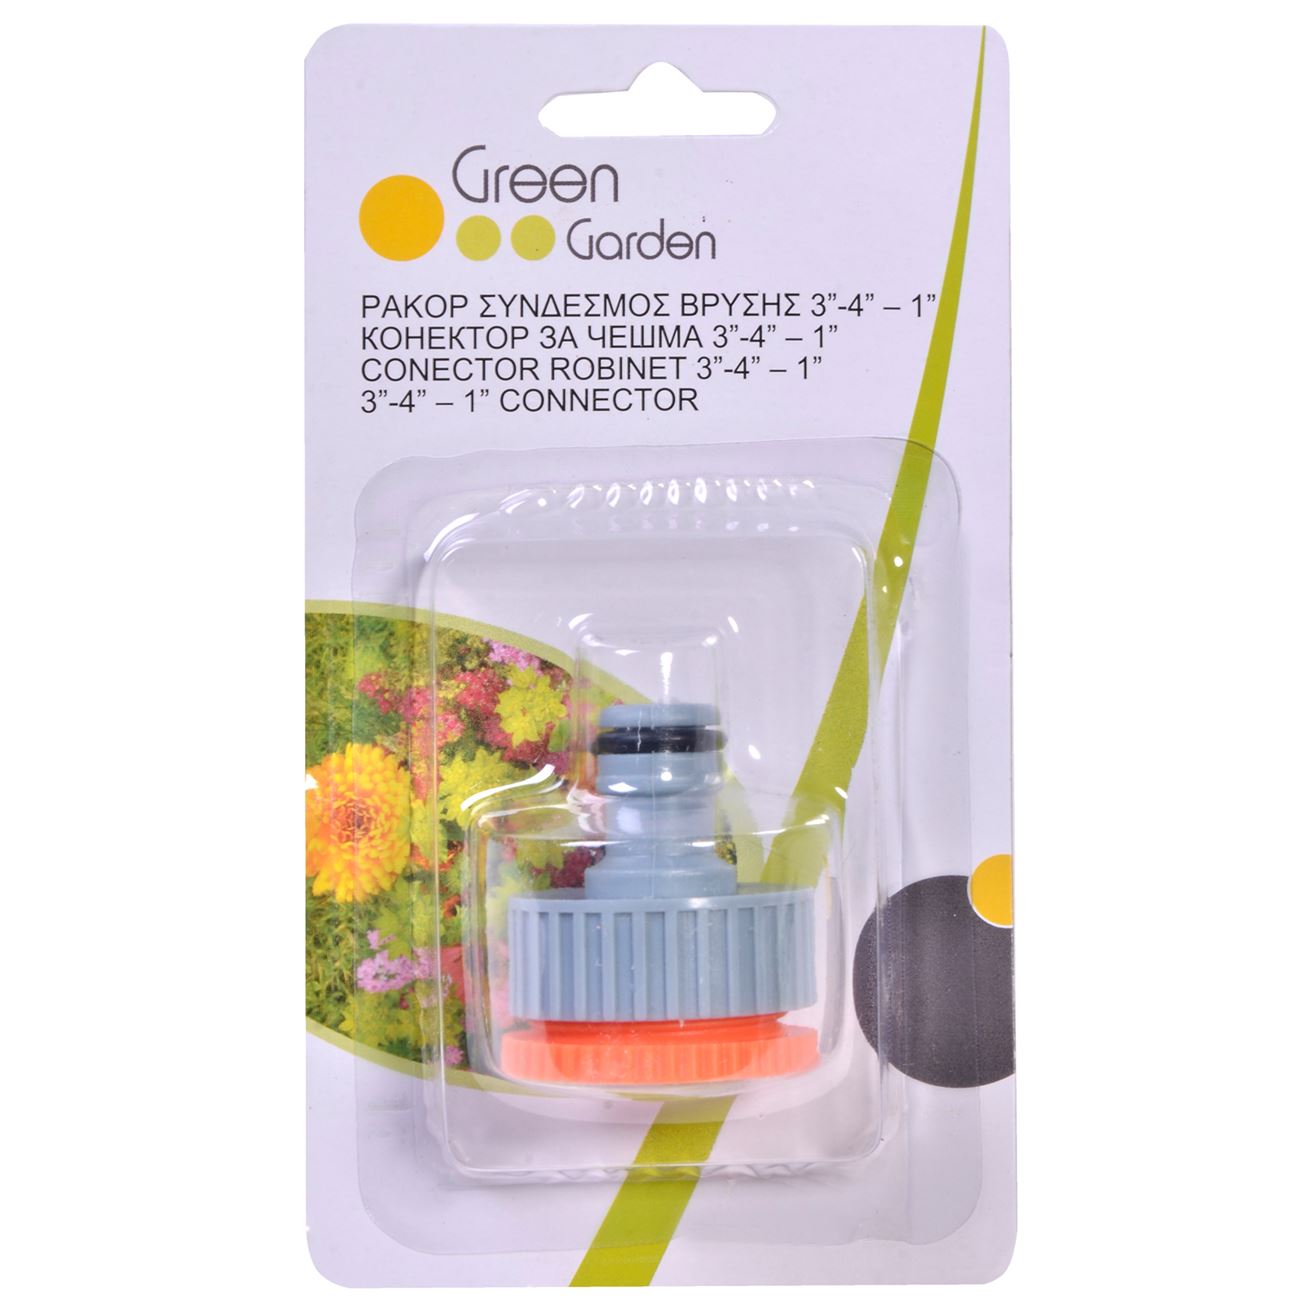 Green
Garden
ΡΑΚΟΡ ΣΥΝΔΕΣΜΟΣ ΒΡΥΣΗΣ 3”-4” – 1”
КОНЕКТОР ЗА ЧЕШМА 3”-4” – 1”
CONECTOR ROBINET 3”-4” – 1”
3”-4” – 1” CONNECTOR